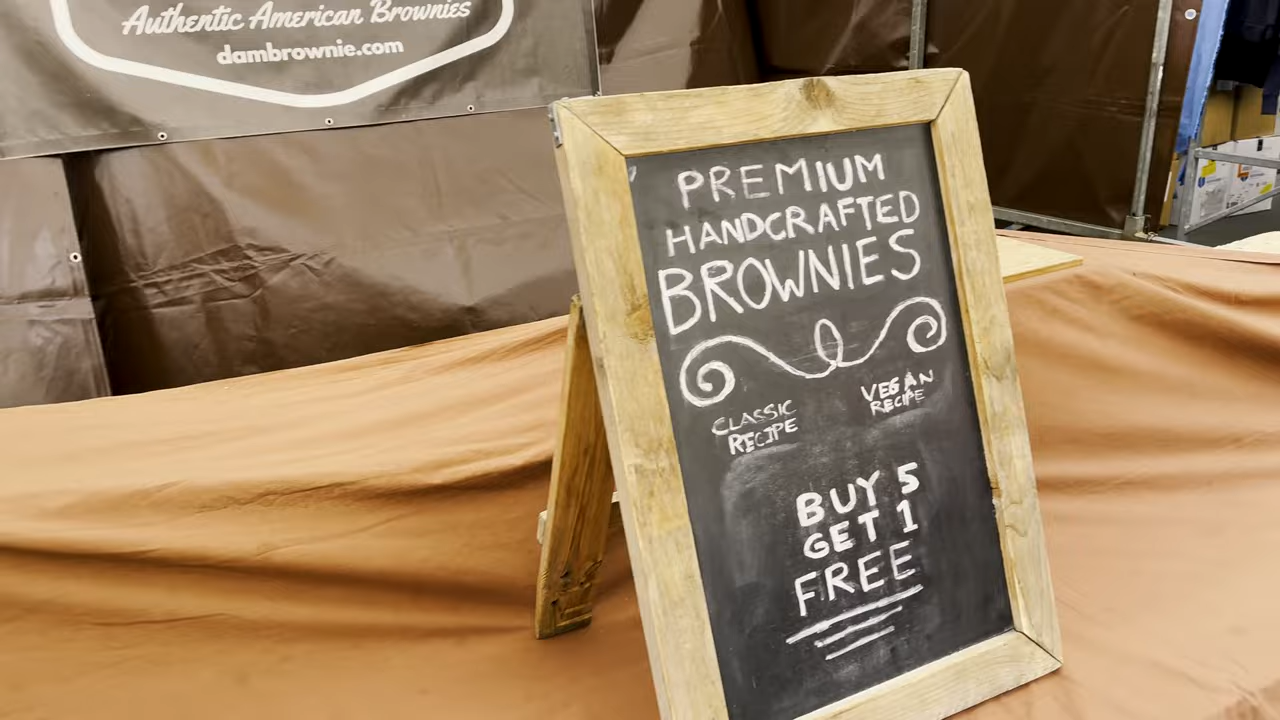 Authentic American Brownies
dambrownie.com
PREMIUM
HANDCRAFTED
BROWNIES
CLASSIC
RECIPE
VEGAN
RECIPE
BUY 5
GET 1
FREE